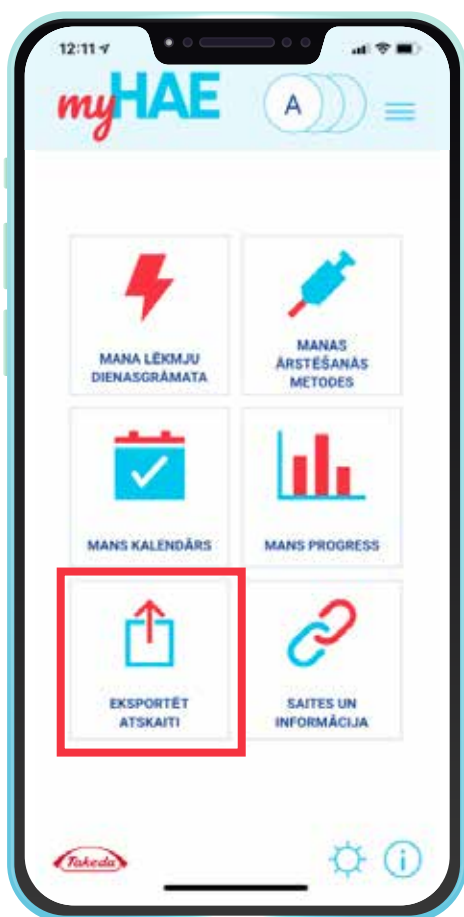 12:11
myHAE
A
MANA LĒKMJU
DIENASGRĀMATA
MANAS
ĀRSTĒŠANĀS
METODES
MANS KALENDĀRS
MANS PROGRESS
EKSPORTĒT
ATSKAITI
SAITES UN
INFORMĀCIJA
Takeda
i